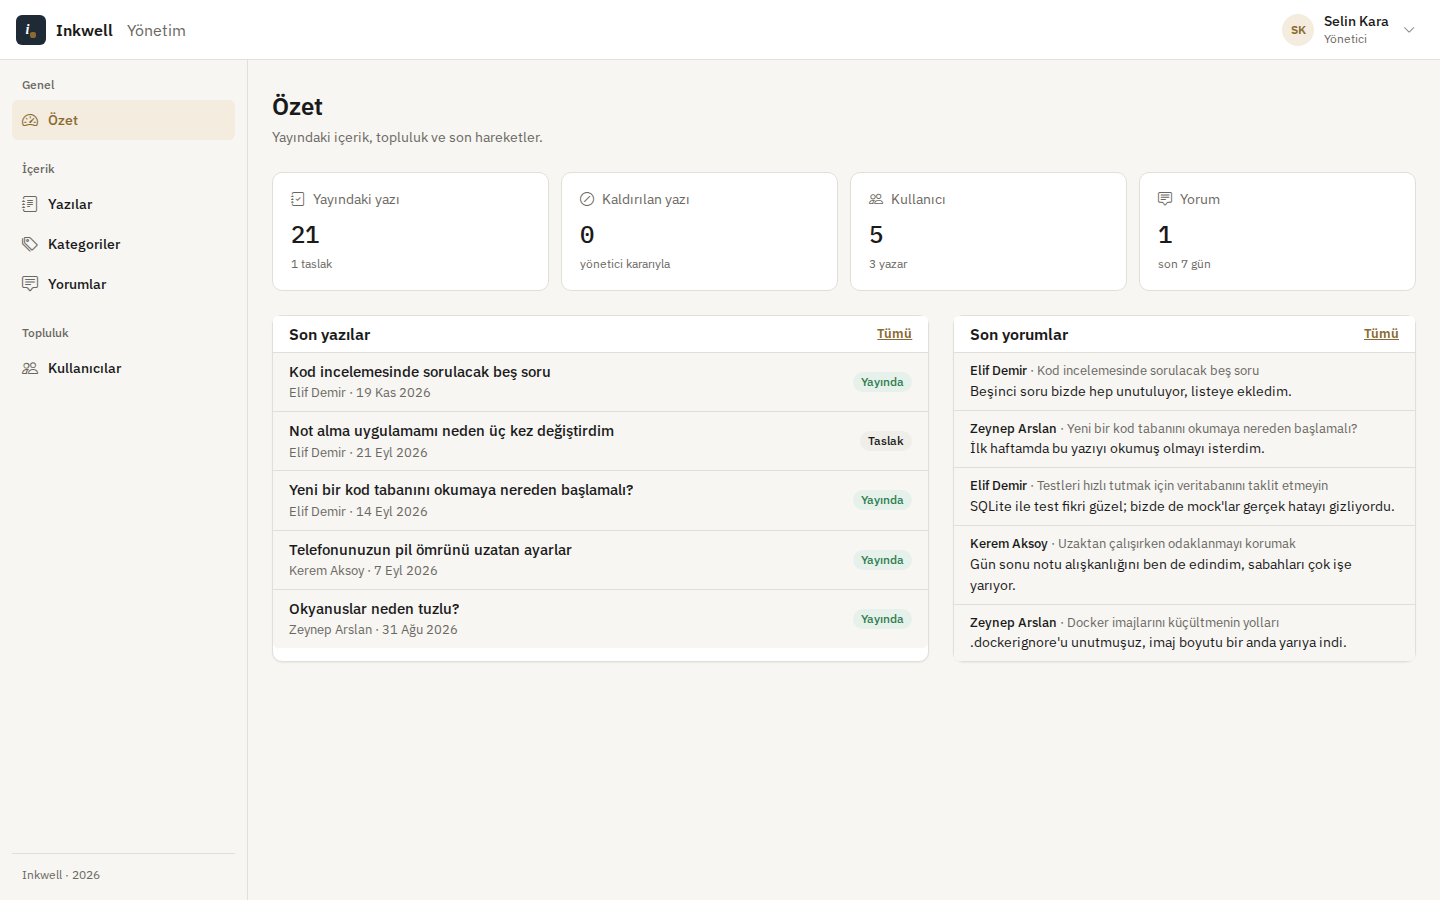 i.
Inkwell Yönetim
SK
Selin Kara
Yönetici
Genel
Özet
İçerik
Yazılar
Kategoriler
Yorumlar
Topluluk
Kullanıcılar
Inkwell · 2026
Özet
Yayındaki içerik, topluluk ve son hareketler.
Yayındaki yazı
21
1 taslak
Kaldırılan yazı
0
yönetici kararıyla
Kullanıcı
5
3 yazar
Yorum
1
son 7 gün
Son yazılar
Tümü
Kod incelemesinde sorulacak beş soru
Elif Demir · 19 Kas 2026
Yayında
Not alma uygulamamı neden üç kez değiştirdim
Elif Demir · 21 Eyl 2026
Taslak
Yeni bir kod tabanını okumaya nereden başlamalı?
Elif Demir · 14 Eyl 2026
Yayında
Telefonunuzun pil ömrünü uzatan ayarlar
Kerem Aksoy · 7 Eyl 2026
Yayında
Okyanuslar neden tuzlu?
Zeynep Arslan · 31 Ağu 2026
Yayında
Son yorumlar
Tümü
Elif Demir · Kod incelemesinde sorulacak beş soru
Beşinci soru bizde hep unutuluyor, listeye ekledim.
Zeynep Arslan · Yeni bir kod tabanını okumaya nereden başlamalı?
İlk haftamda bu yazıyı okumuş olmayı isterdim.
Elif Demir · Testleri hızlı tutmak için veritabanını taklit etmeyin
SQLite ile test fikri güzel; bizde de mock'lar gerçek hatayı gizliyordu.
Kerem Aksoy · Uzaktan çalışırken odaklanmayı korumak
Gün sonu notu alışkanlığını ben de edindim, sabahları çok işe
yarıyor.
Zeynep Arslan · Docker imajlarını küçültmenin yolları
.dockerignore'u unutmuşuz, imaj boyutu bir anda yarıya indi.